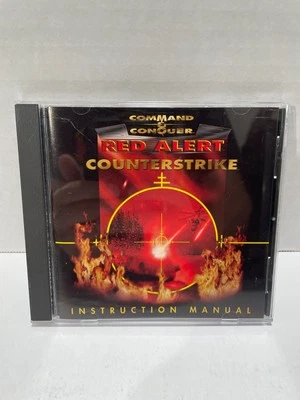 COMMAND
& CONQUER
RED ALERT
COUNTERSTRIKE
INSTRUCTION MANUAL